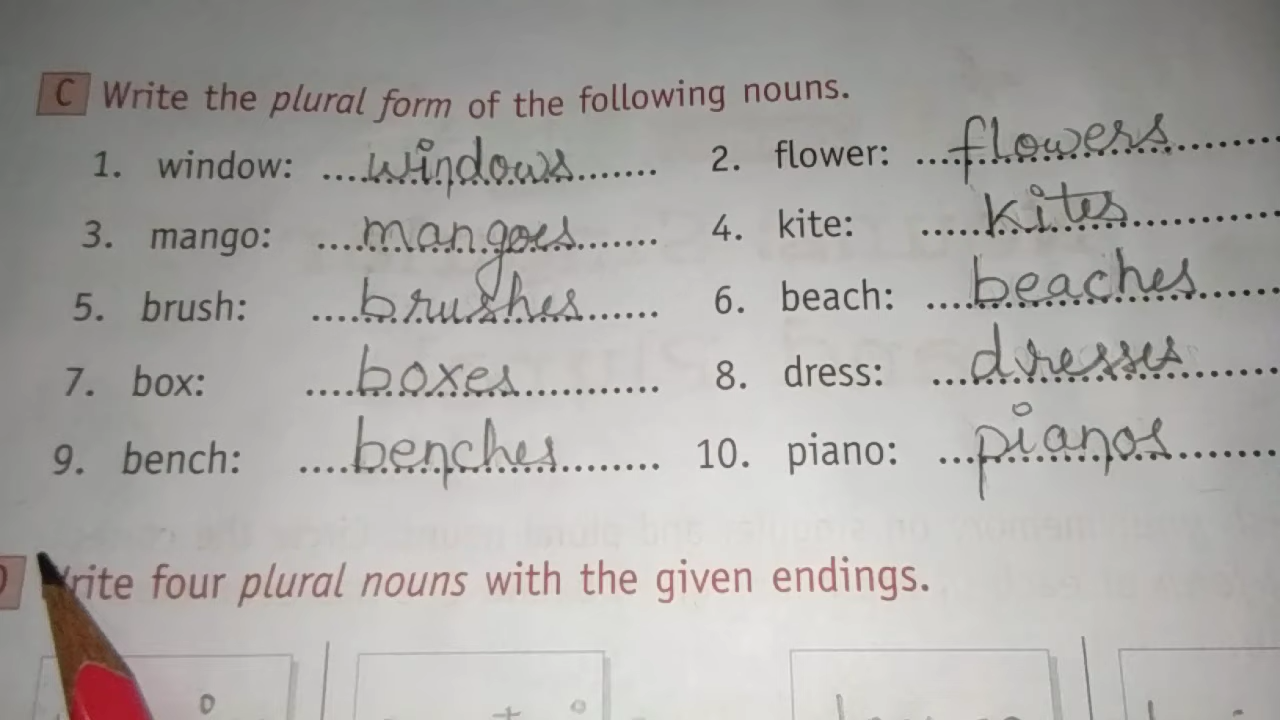 C Write the plural form of the following nouns.
1. window: windows 2. flower: flowers
3. mango: mangoes 4. kite: kites
5. brush: brushes 6. beach: beaches
7. box: boxes 8. dress: dresses
9. bench: benches 10. piano: pianos
Write four plural nouns with the given endings.